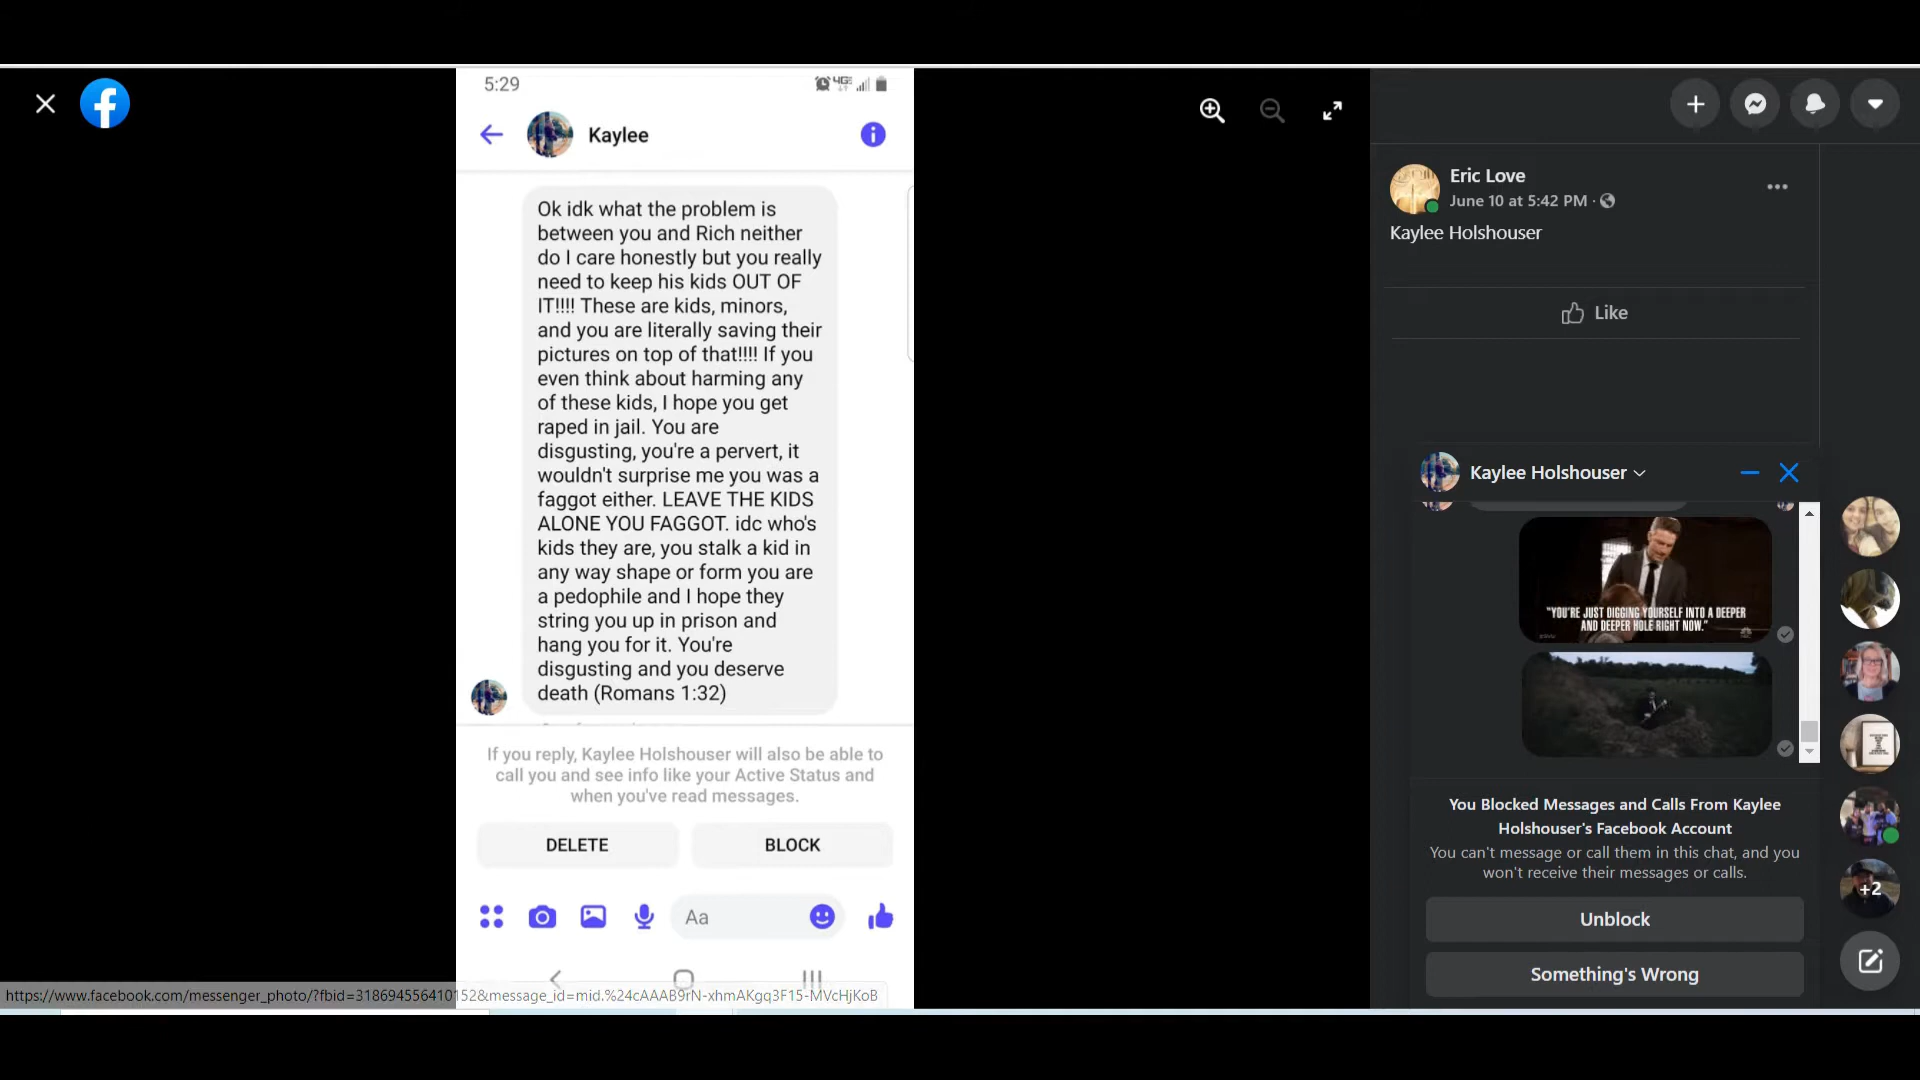 5:29
Kaylee
Ok idk what the problem is
between you and Rich neither
do I care honestly but you really
need to keep his kids OUT OF
IT!!!! These are kids, minors,
and you are literally saving their
pictures on top of that!!!! If you
even think about harming any
of these kids, I hope you get
raped in jail. You are
disgusting, you're a pervert, it
wouldn't surprise me you was a
faggot either. LEAVE THE KIDS
ALONE YOU FAGGOT. idc who's
kids they are, you stalk a kid in
any way shape or form you are
a pedophile and I hope they
string you up in prison and
hang you for it. You're
disgusting and you deserve
death (Romans 1:32)
If you reply, Kaylee Holshouser will also be able to
call you and see info like your Active Status and
when you've read messages.
DELETE BLOCK
Aa
https://www.facebook.com/messenger_photo/?fbid=318694556410152&message_id=mid.%24cAAAB9rN-xhmAKgq3F15-MVcHjKoB
Eric Love
June 10 at 5:42 PM ·
Kaylee Holshouser
Like
Kaylee Holshouser
"YOU'RE JUST DIGGING YOURSELF INTO A DEEPER
AND DEEPER HOLE RIGHT NOW."
You Blocked Messages and Calls From Kaylee
Holshouser's Facebook Account
You can't message or call them in this chat, and you
won't receive their messages or calls.
Unblock
Something's Wrong
+2